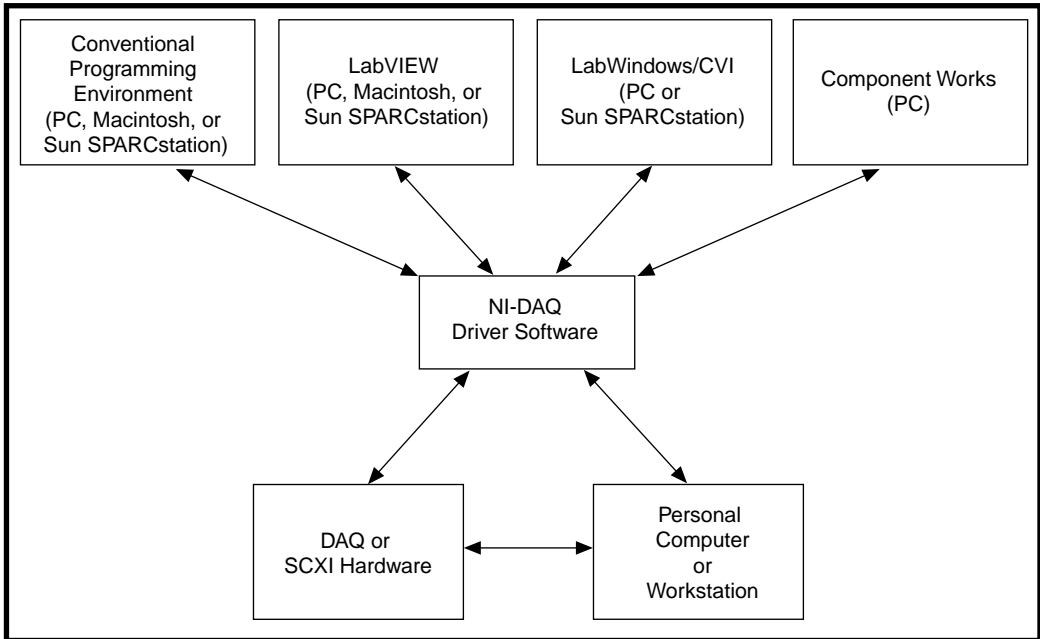 Conventional
Programming
Environment
(PC, Macintosh, or
Sun SPARCstation)
LabVIEW
(PC, Macintosh, or
Sun SPARCstation)
LabWindows/CVI
(PC or
Sun SPARCstation)
Component Works
(PC)
NI-DAQ
Driver Software
DAQ or
SCXI Hardware
Personal
Computer
or
Workstation